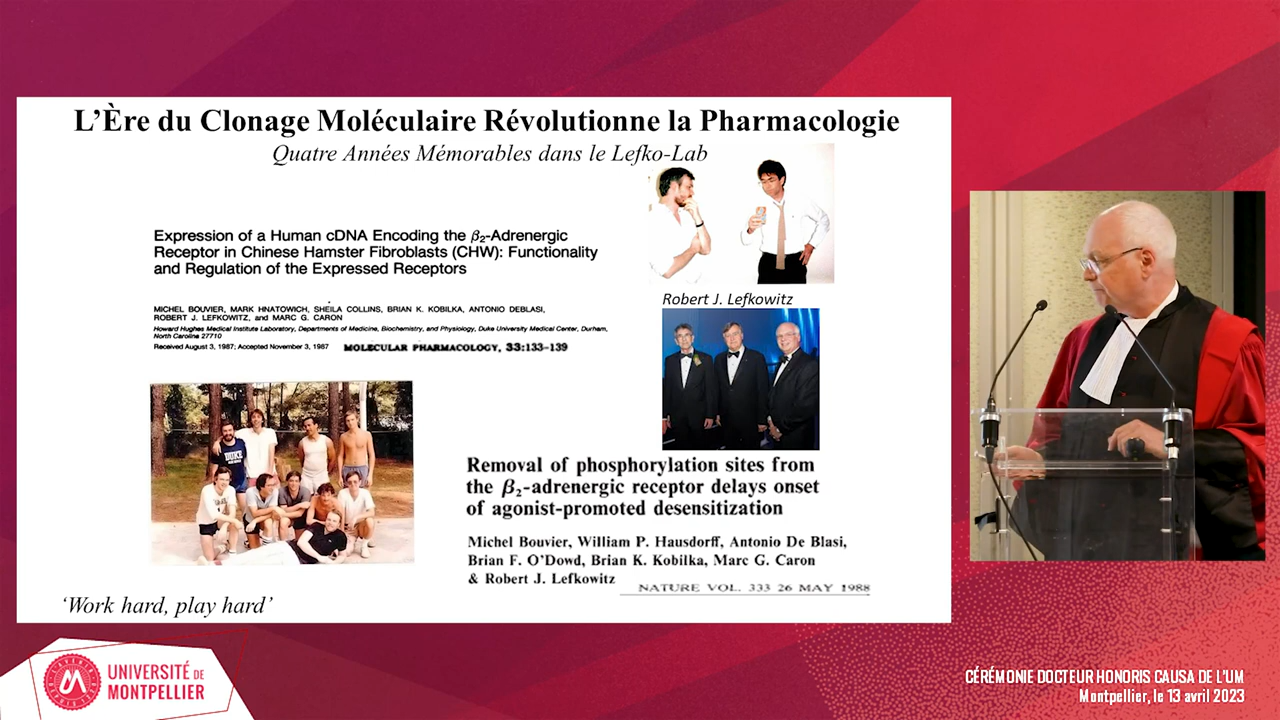 L'Ère du Clonage Moléculaire Révolutionne la Pharmacologie
Quatre Années Mémorables dans le Lefko-Lab
Expression of a Human cDNA Encoding the β2-Adrenergic
Receptor in Chinese Hamster Fibroblasts (CHW): Functionality
and Regulation of the Expressed Receptors
MICHEL BOUVIER, MARK HNATOWICH, SHEILA COLLINS, BRIAN K. KOBILKA, ANTONIO DEBLASI,
ROBERT J. LEFKOWITZ, and MARC G. CARON
Howard Hughes Medical Institute Laboratory, Departments of Medicine, Biochemistry, and Physiology, Duke University Medical Center, Durham,
North Carolina 27710
Received August 3, 1987; Accepted November 3, 1987
MOLECULAR PHARMACOLOGY, 33:133–139
Robert J. Lefkowitz
DUKE
Removal of phosphorylation sites from
the β2-adrenergic receptor delays onset
of agonist-promoted desensitization
Michel Bouvier, William P. Hausdorff, Antonio De Blasi,
Brian F. O'Dowd, Brian K. Kobilka, Marc G. Caron
& Robert J. Lefkowitz
NATURE VOL. 333 26 MAY 1988
'Work hard, play hard'
UNIVERSITÉ DE
MONTPELLIER
CÉRÉMONIE DOCTEUR HONORIS CAUSA DE L'UM
Montpellier, le 13 avril 2023